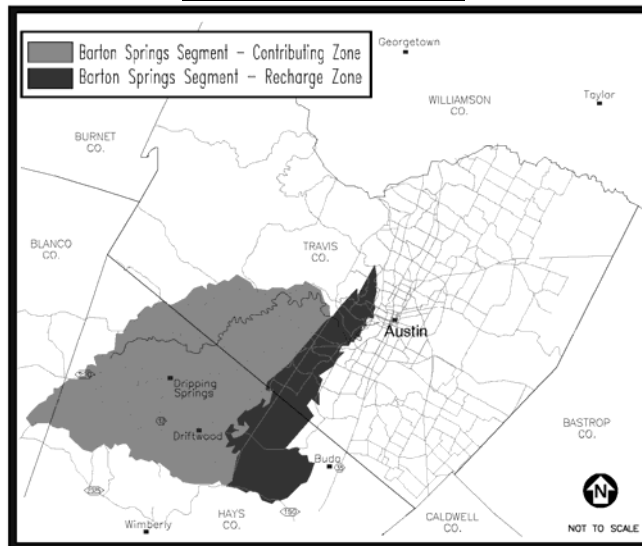 Barton Springs Segment – Contributing Zone
Barton Springs Segment – Recharge Zone
Georgetown
Taylor
WILLIAMSON
CO.
BURNET
CO.
BLANCO
CO.
TRAVIS
CO.
Austin
Dripping
Springs
Driftwood
Buda
BASTROP
CO.
Wimberly
HAYS
CO.
CALDWELL
CO.
N
NOT TO SCALE